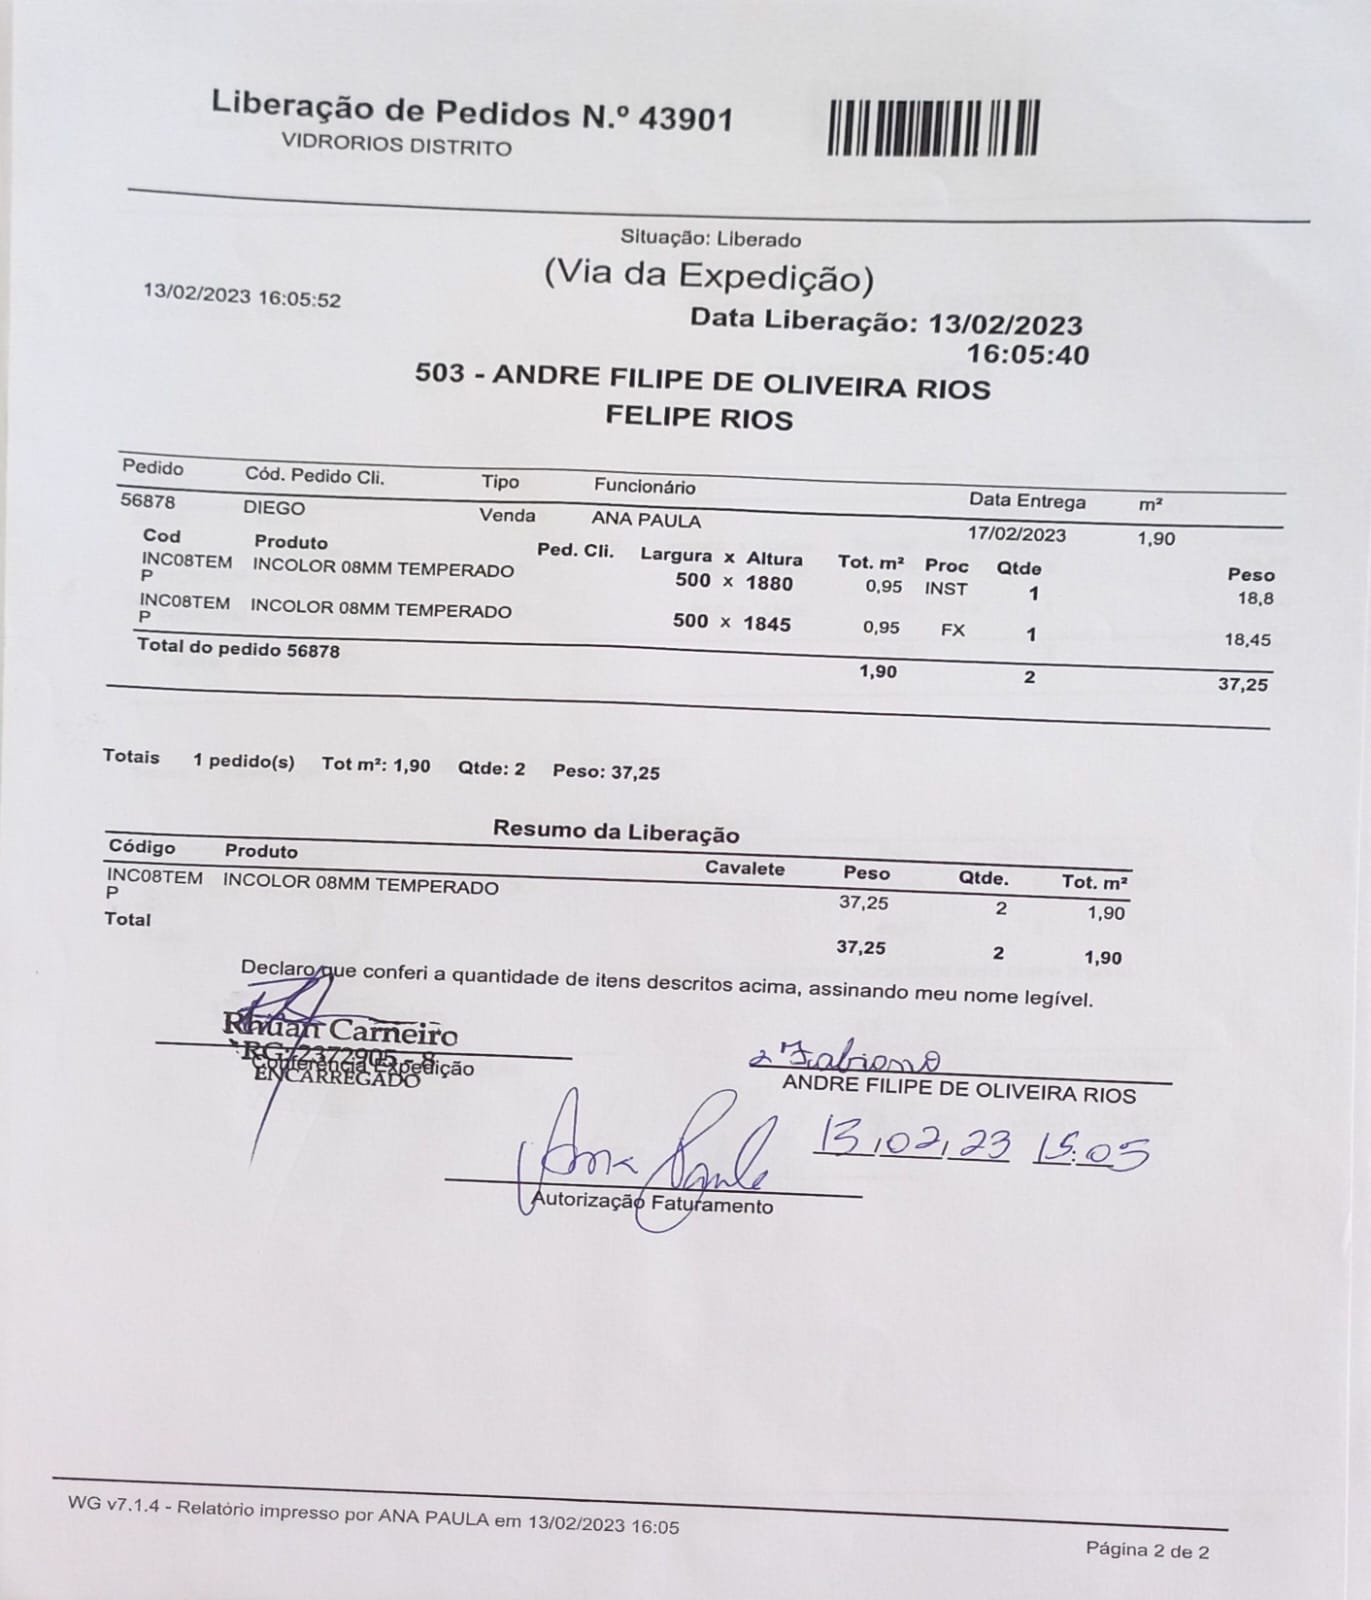 Liberação de Pedidos N.º 43901
VIDRORIOS DISTRITO
Situação: Liberado
(Via da Expedição)
13/02/2023 16:05:52
Data Liberação: 13/02/2023
16:05:40
503 - ANDRE FILIPE DE OLIVEIRA RIOS
FELIPE RIOS
Pedido Cód. Pedido Cli. Tipo Funcionário Data Entrega m²
56878 DIEGO Venda ANA PAULA 17/02/2023 1,90
Cod Produto Ped. Cli. Largura x Altura Tot. m² Proc Qtde Peso
INC08TEM INCOLOR 08MM TEMPERADO 500 x 1880 0,95 INST 1 18,8
P
INC08TEM INCOLOR 08MM TEMPERADO 500 x 1845 0,95 FX 1 18,45
P
Total do pedido 56878 1,90 2 37,25
Totais 1 pedido(s) Tot m²: 1,90 Qtde: 2 Peso: 37,25
Resumo da Liberação
Código Produto Cavalete Peso Qtde. Tot. m²
INC08TEM INCOLOR 08MM TEMPERADO 37,25 2 1,90
P
Total 37,25 2 1,90
Declaro que conferi a quantidade de itens descritos acima, assinando meu nome legível.
Rhuan Carneiro
RG: 2372905 - 8
Conferência Expedição
ENCARREGADO
Fabiano
ANDRE FILIPE DE OLIVEIRA RIOS
13/02/23 15:05
Ana Paula
Autorização Faturamento
WG v7.1.4 - Relatório impresso por ANA PAULA em 13/02/2023 16:05
Página 2 de 2